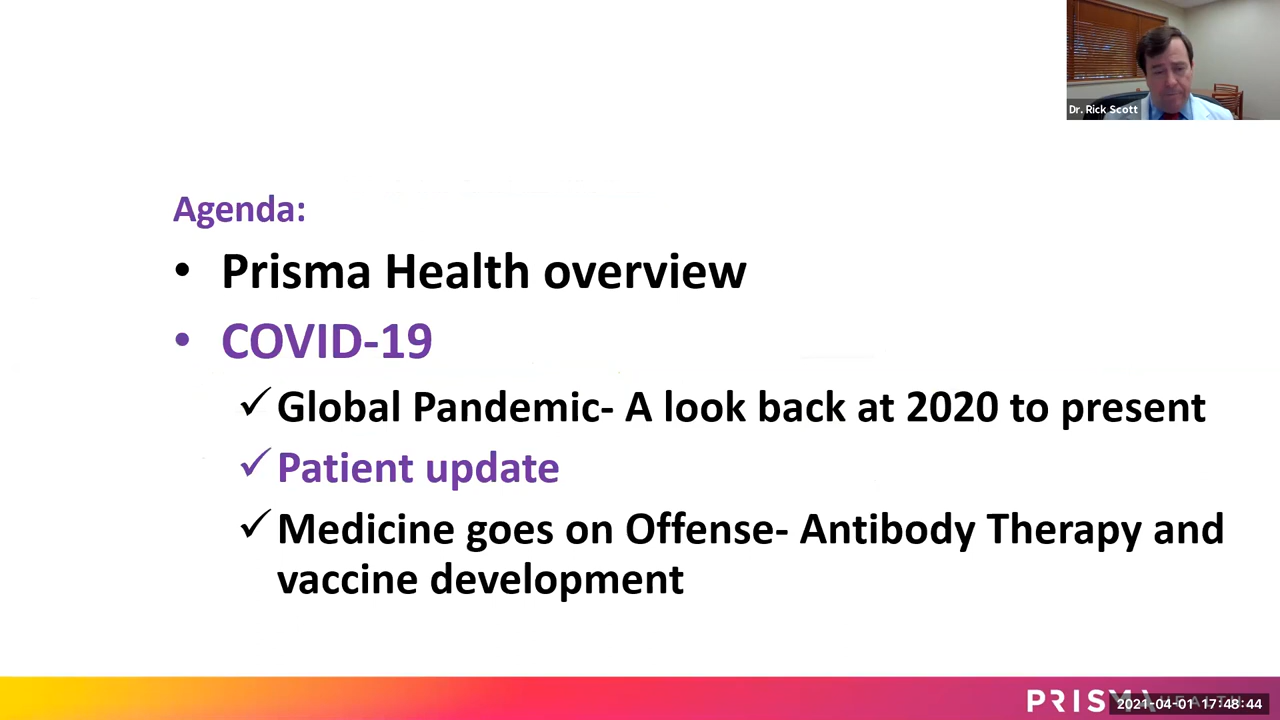 Dr. Rick Scott
Agenda:
• Prisma Health overview
• COVID-19
✓ Global Pandemic- A look back at 2020 to present
✓ Patient update
✓ Medicine goes on Offense- Antibody Therapy and
vaccine development
PRISMA HEALTH
2021-04-01 17:48:44